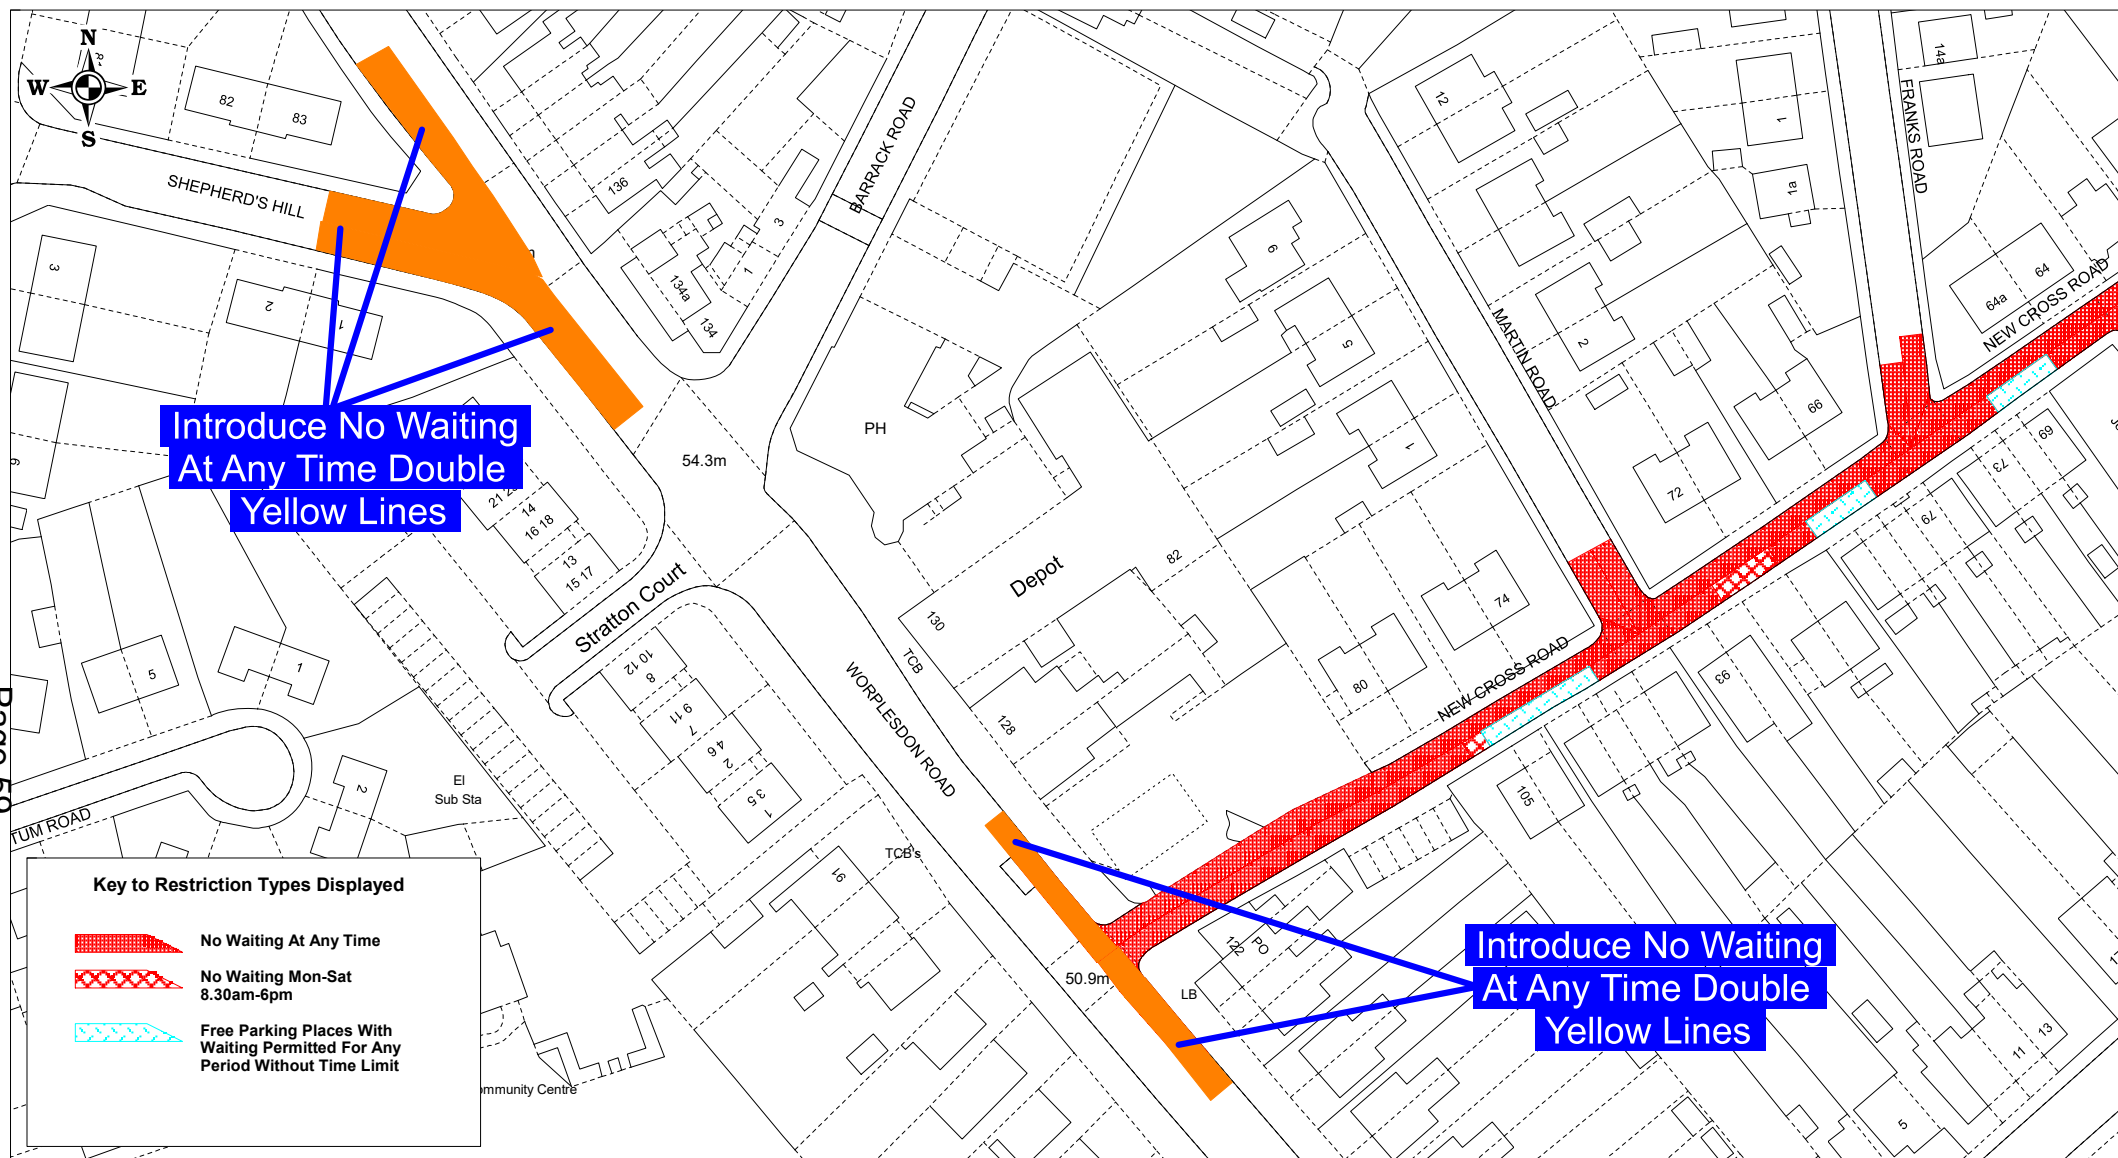 N
W
E
S
82
83
SHEPHERD'S HILL
136
BARRACK ROAD
3
1
134a
134
12
1
1a
14a
FRANKS ROAD
64
64a
NEW CROSS ROAD
3
2
1
6
5
1
2
MARTIN ROAD
66
72
69
73
79
Introduce No Waiting
At Any Time Double
Yellow Lines
PH
54.3m
14
16 18
13
15 17
Stratton Court
Depot
82
130
TCB
128
WORPLESDON ROAD
74
80
NEW CROSS ROAD
93
105
10 12
8
9 11
7
4 6
2
3 5
1
5
1
2
El
Sub Sta
TUM ROAD
TCB's
91
50.9m
122
PO
LB
Introduce No Waiting
At Any Time Double
Yellow Lines
13
11
5
Key to Restriction Types Displayed
No Waiting At Any Time
No Waiting Mon-Sat
8.30am-6pm
Free Parking Places With
Waiting Permitted For Any
Period Without Time Limit
ommunity Centre